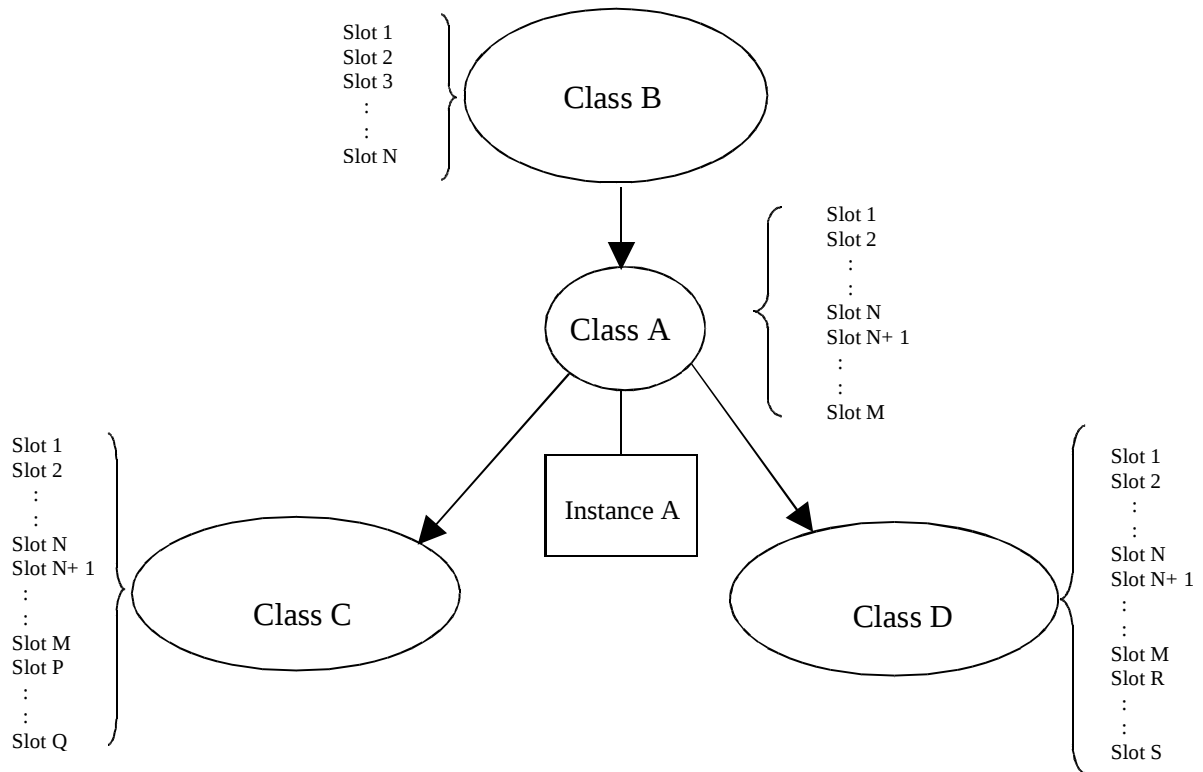 Slot 1
Slot 2
Slot 3
:
:
Slot N
Class B
Slot 1
Slot 2
:
:
Slot N
Slot N+ 1
:
:
Slot M
Class A
Instance A
Slot 1
Slot 2
:
:
Slot N
Slot N+ 1
:
:
Slot M
Slot P
:
:
Slot Q
Class C
Class D
Slot 1
Slot 2
:
:
Slot N
Slot N+ 1
:
:
Slot M
Slot R
:
:
Slot S